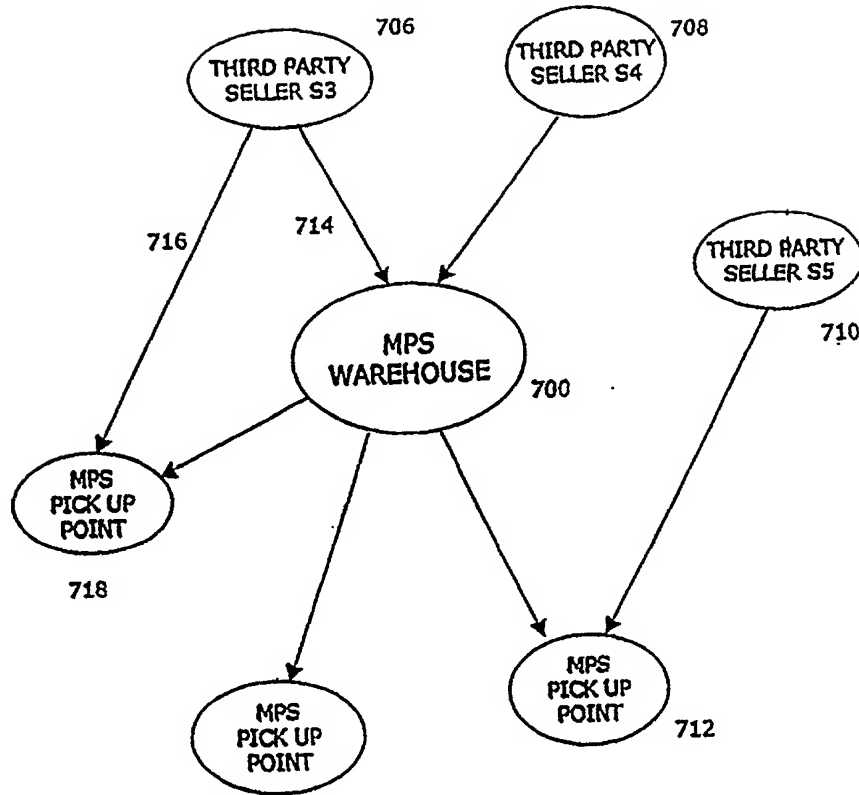 706
THIRD PARTY
SELLER S3
708
THIRD PARTY
SELLER S4
716
714
THIRD PARTY
SELLER S5
710
MPS
WAREHOUSE
700
MPS
PICK UP
POINT
718
MPS
PICK UP
POINT
MPS
PICK UP
POINT
712